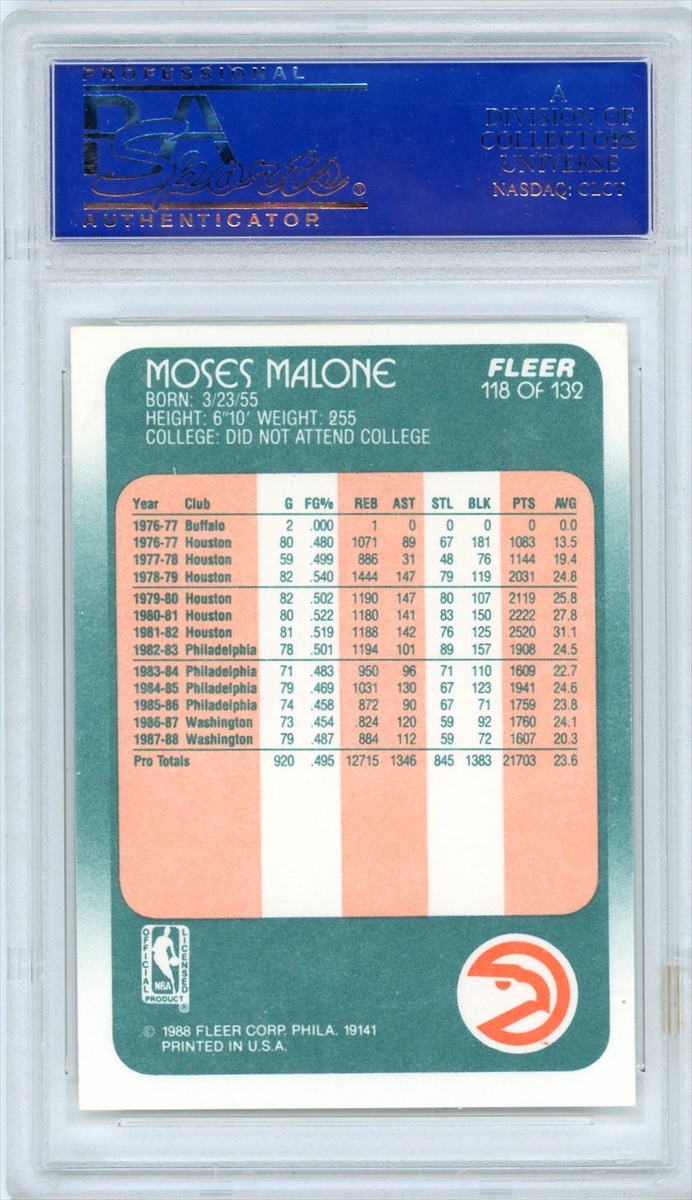 PROFESSIONAL
PSA
Sports®
AUTHENTICATOR
A
DIVISION OF
COLLECTORS
UNIVERSE
NASDAQ: CLCT
MOSES MALONE
BORN: 3/23/55
HEIGHT: 6"10' WEIGHT: 255
COLLEGE: DID NOT ATTEND COLLEGE
FLEER
118 OF 132
Year Club G FG% REB AST STL BLK PTS AVG
1976-77 Buffalo 2 .000 1 0 0 0 0 0.0
1976-77 Houston 80 .480 1071 89 67 181 1083 13.5
1977-78 Houston 59 .499 886 31 48 76 1144 19.4
1978-79 Houston 82 .540 1444 147 79 119 2031 24.8
1979-80 Houston 82 .502 1190 147 80 107 2119 25.8
1980-81 Houston 80 .522 1180 141 83 150 2222 27.8
1981-82 Houston 81 .519 1188 142 76 125 2520 31.1
1982-83 Philadelphia 78 .501 1194 101 89 157 1908 24.5
1983-84 Philadelphia 71 .483 950 96 71 110 1609 22.7
1984-85 Philadelphia 79 .469 1031 130 67 123 1941 24.6
1985-86 Philadelphia 74 .458 872 90 67 71 1759 23.8
1986-87 Washington 73 .454 .824 120 59 92 1760 24.1
1987-88 Washington 79 .487 884 112 59 72 1607 20.3
Pro Totals 920 .495 12715 1346 845 1383 21703 23.6
OFFICIAL
LICENSED
NBA
PRODUCT ®
© 1988 FLEER CORP. PHILA. 19141
PRINTED IN U.S.A.
TM